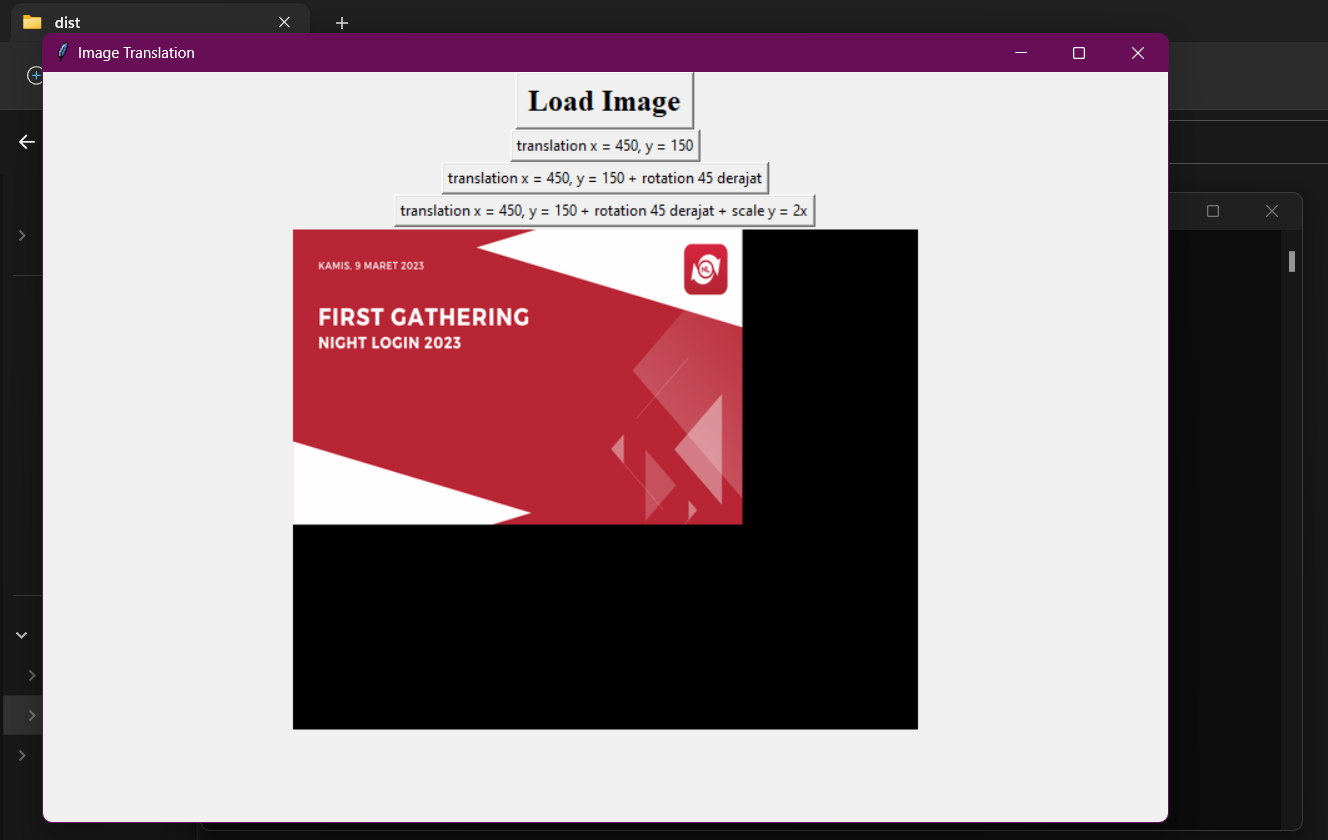 dist
Image Translation
Load Image
translation x = 450, y = 150
translation x = 450, y = 150 + rotation 45 derajat
translation x = 450, y = 150 + rotation 45 derajat + scale y = 2x
KAMIS, 9 MARET 2023
NL
FIRST GATHERING
NIGHT LOGIN 2023